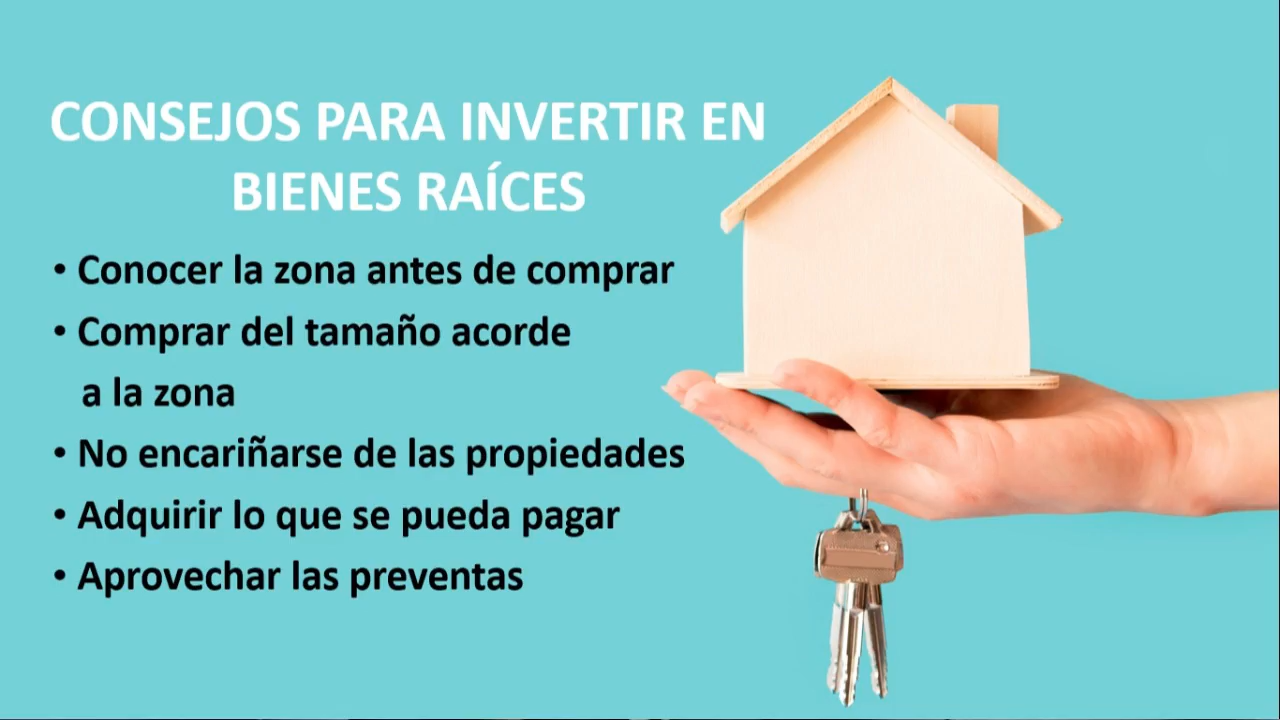 CONSEJOS PARA INVERTIR EN
BIENES RAÍCES
• Conocer la zona antes de comprar
• Comprar del tamaño acorde
a la zona
• No encariñarse de las propiedades
• Adquirir lo que se pueda pagar
• Aprovechar las preventas